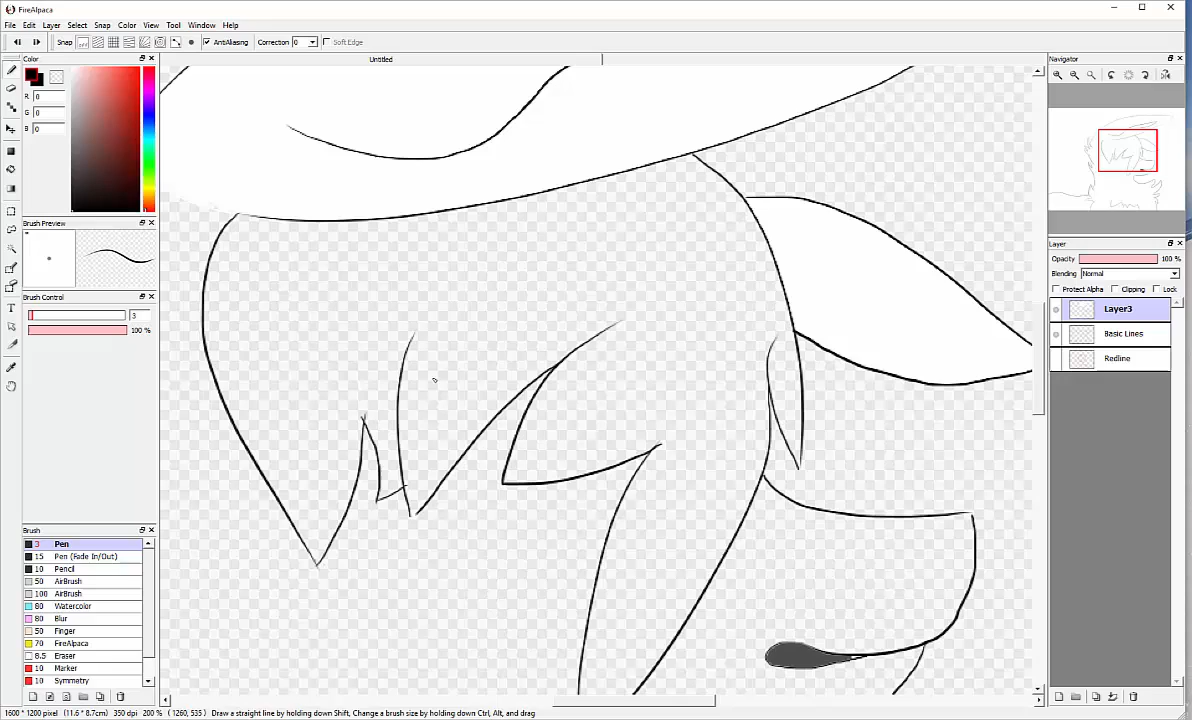 FireAlpaca
File Edit Layer Select Snap Color View Tool Window Help
Snap off AntiAliasing Correction 0 Soft Edge
Color
Untitled
Navigator
R 0
G 0
B 0
Brush Preview
Brush Control
3
100 %
Layer
Opacity 100 %
Blending Normal
Protect Alpha Clipping Lock
Layer3
Basic Lines
Redline
Brush
3 Pen
15 Pen (Fade In/Out)
10 Pencil
50 AirBrush
100 AirBrush
80 Watercolor
80 Blur
50 Finger
70 FireAlpaca
8.5 Eraser
10 Marker
10 Symmetry
1600 * 1200 pixel (11.6 * 8.7cm) 350 dpi 200 % ( 1260, 535 ) Draw a straight line by holding down Shift, Change a brush size by holding down Ctrl, Alt, and drag